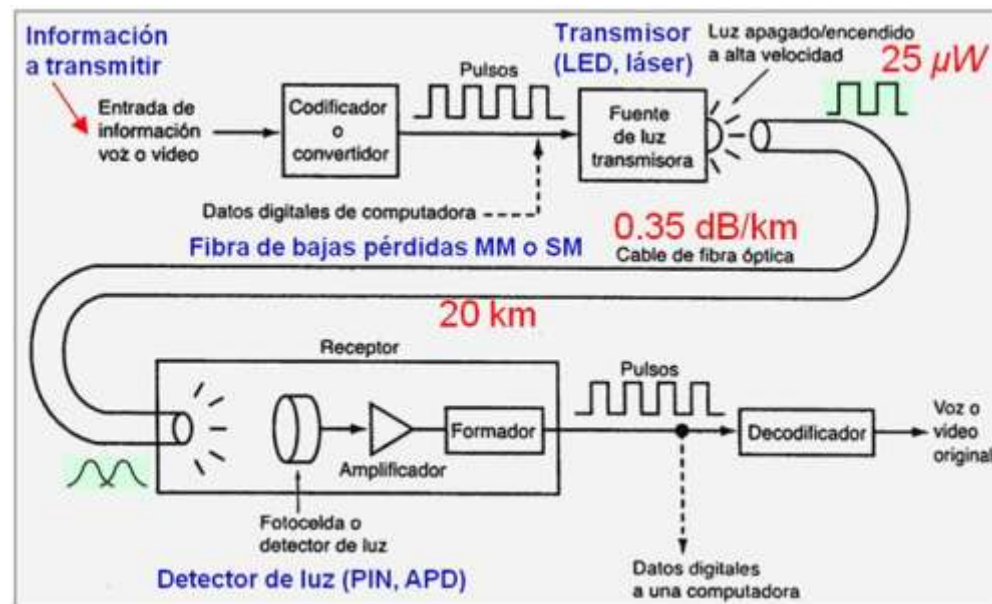 Información
a transmitir
Entrada de
información
voz o video
Codificador
o
convertidor
Pulsos
Transmisor
(LED, láser)
Fuente
de luz
transmisora
Luz apagado/encendido
a alta velocidad
25 µW
Datos digitales de computadora
Fibra de bajas pérdidas MM o SM
0.35 dB/km
Cable de fibra óptica
20 km
Receptor
Amplificador
Formador
Fotocelda o
detector de luz
Detector de luz (PIN, APD)
Pulsos
Decodificador
Voz o
video
original
Datos digitales
a una computadora